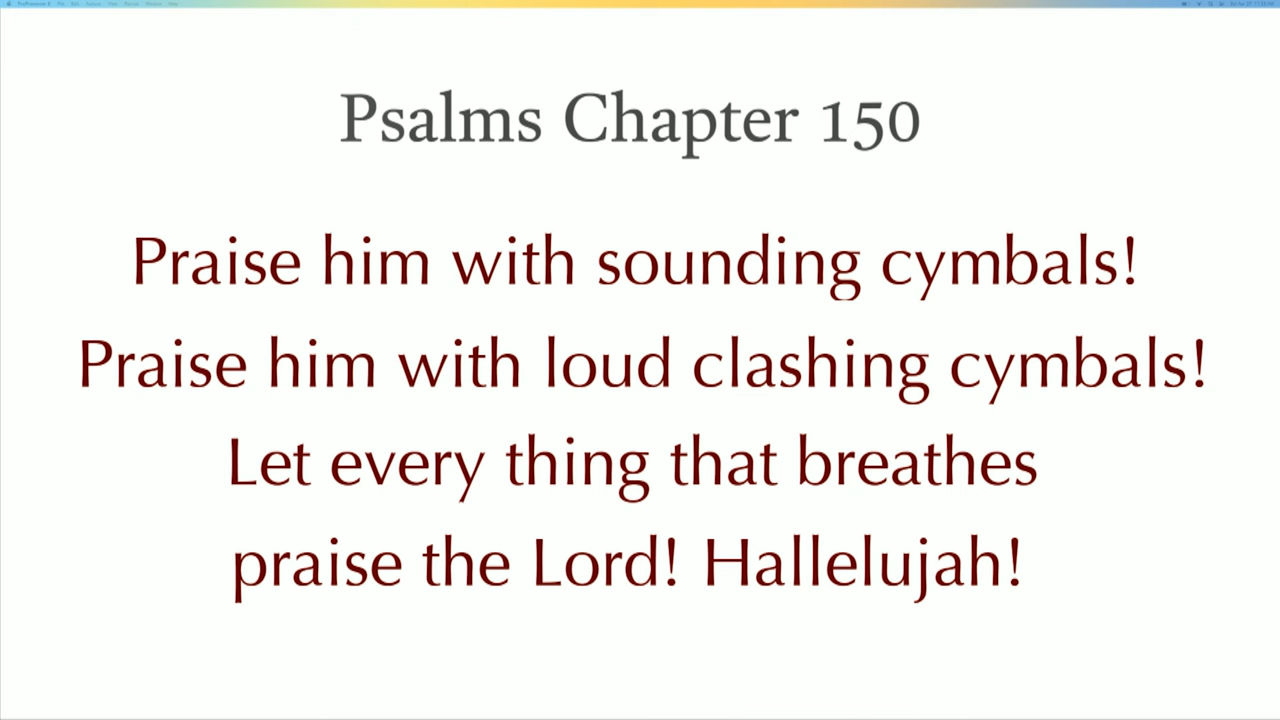 Psalms Chapter 150
Praise him with sounding cymbals!
Praise him with loud clashing cymbals!
Let every thing that breathes
praise the Lord! Hallelujah!